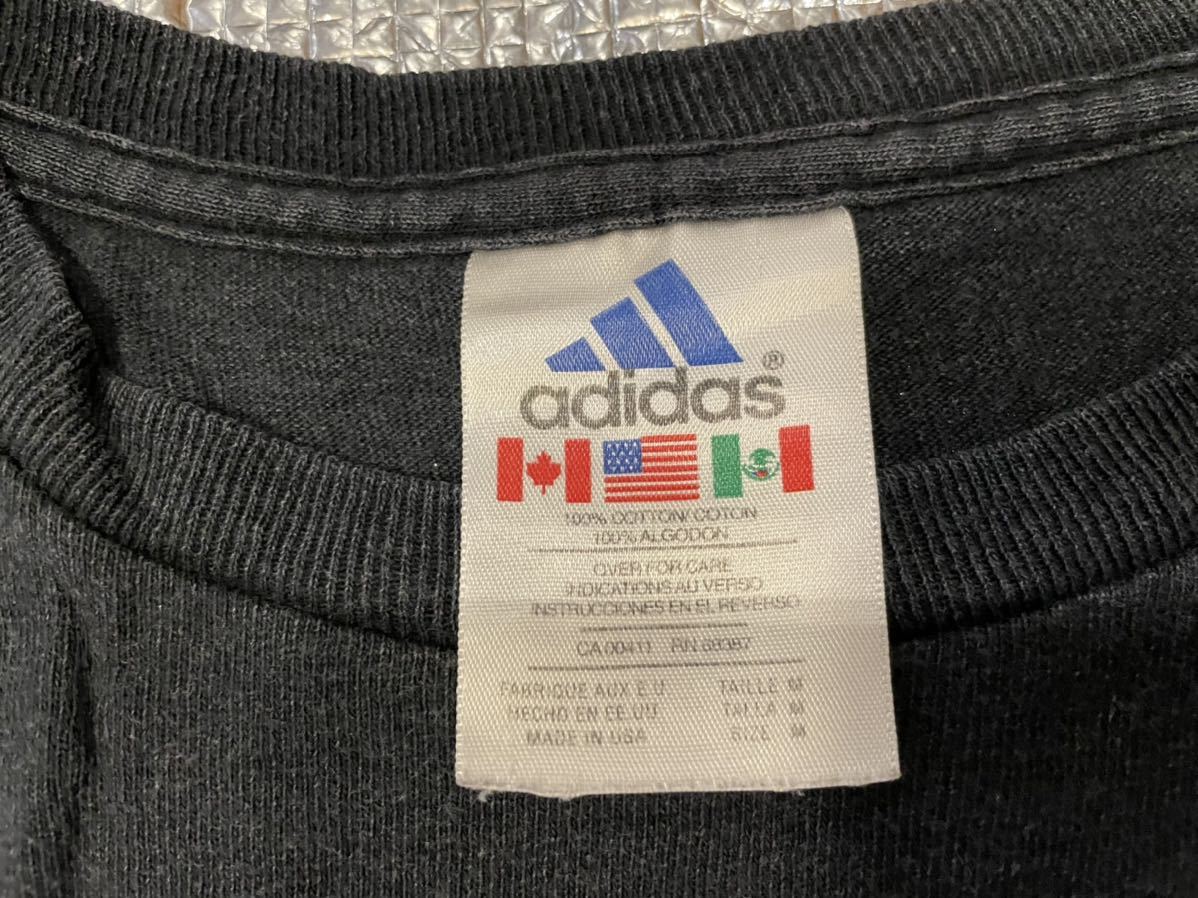 adidas®
100% COTTON/COTON
100% ALGODON
OVER FOR CARE
INDICATIONS AU VERSO
INSTRUCCIONES EN EL REVERSO
CA 00411 RN 88387
FABRIQUE AUX E.U. TAILLE M
HECHO EN EE.UU. TALLA M
MADE IN USA SIZE M